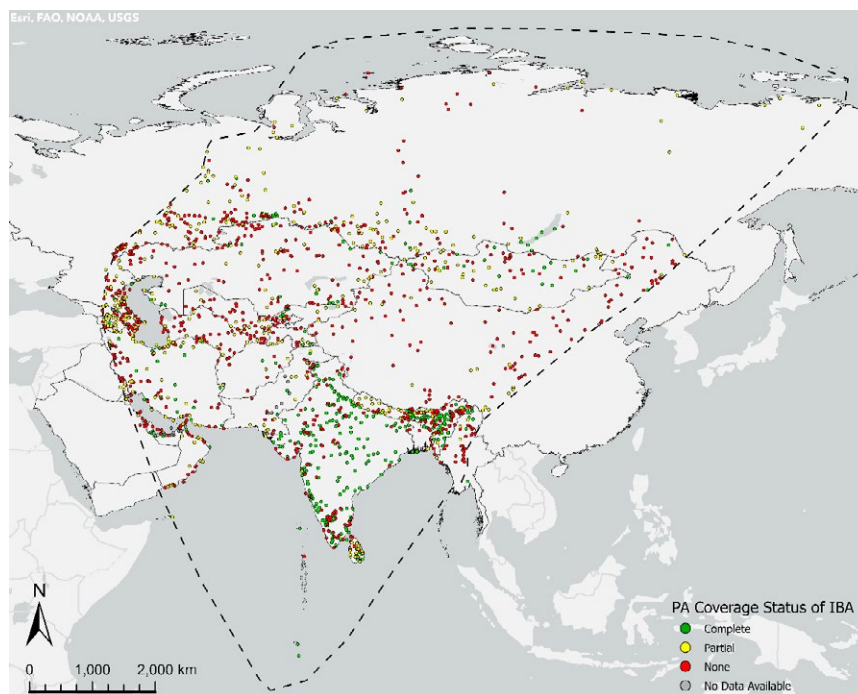 Esri, FAO, NOAA, USGS
N
0 1,000 2,000 km
PA Coverage Status of IBA
Complete
Partial
None
No Data Available